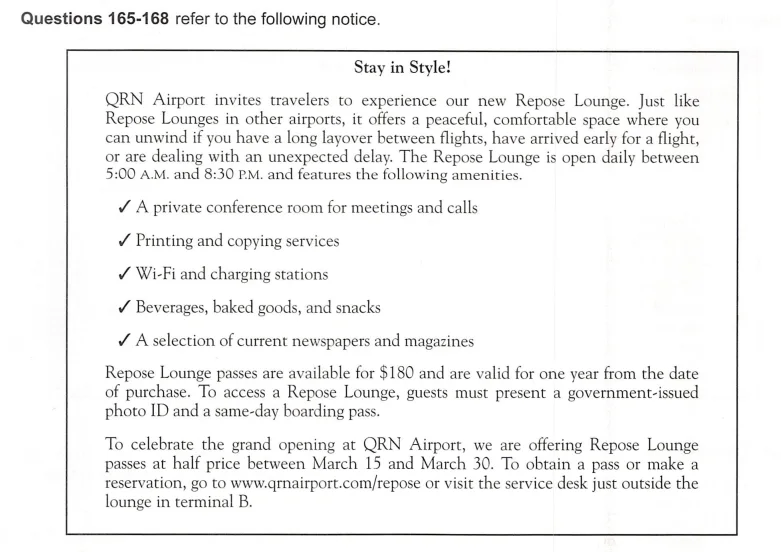 Questions 165-168 refer to the following notice.
Stay in Style!
QRN Airport invites travelers to experience our new Repose Lounge. Just like
Repose Lounges in other airports, it offers a peaceful, comfortable space where you
can unwind if you have a long layover between flights, have arrived early for a flight,
or are dealing with an unexpected delay. The Repose Lounge is open daily between
5:00 A.M. and 8:30 P.M. and features the following amenities.
✓ A private conference room for meetings and calls
✓ Printing and copying services
✓ Wi-Fi and charging stations
✓ Beverages, baked goods, and snacks
✓ A selection of current newspapers and magazines
Repose Lounge passes are available for $180 and are valid for one year from the date
of purchase. To access a Repose Lounge, guests must present a government-issued
photo ID and a same-day boarding pass.
To celebrate the grand opening at QRN Airport, we are offering Repose Lounge
passes at half price between March 15 and March 30. To obtain a pass or make a
reservation, go to www.qrnairport.com/repose or visit the service desk just outside the
lounge in terminal B.